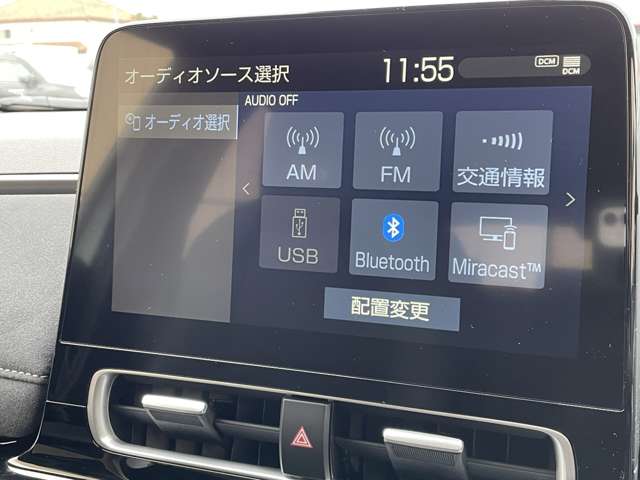 オーディオソース選択 11:55 DCM DCM
AUDIO OFF
オーディオ選択
AM FM 交通情報
USB Bluetooth Miracast™
配置変更